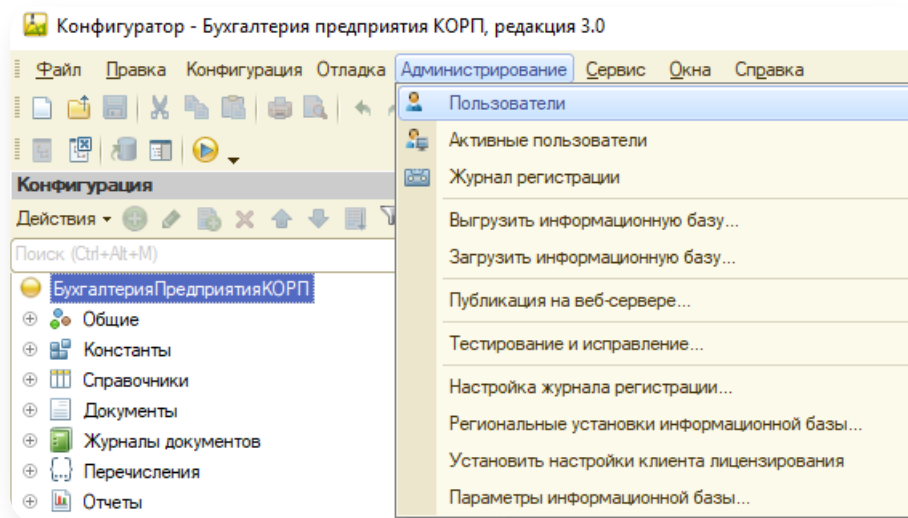 Конфигуратор - Бухгалтерия предприятия КОРП, редакция 3.0
Файл Правка Конфигурация Отладка Администрирование Сервис Окна Справка
Пользователи
Активные пользователи
Журнал регистрации
Выгрузить информационную базу...
Загрузить информационную базу...
Публикация на веб-сервере...
Тестирование и исправление...
Настройка журнала регистрации...
Региональные установки информационной базы...
Установить настройки клиента лицензирования
Параметры информационной базы...
Конфигурация
Действия
Поиск (Ctrl+Alt+M)
БухгалтерияПредприятияКОРП
Общие
Константы
Справочники
Документы
Журналы документов
Перечисления
Отчеты